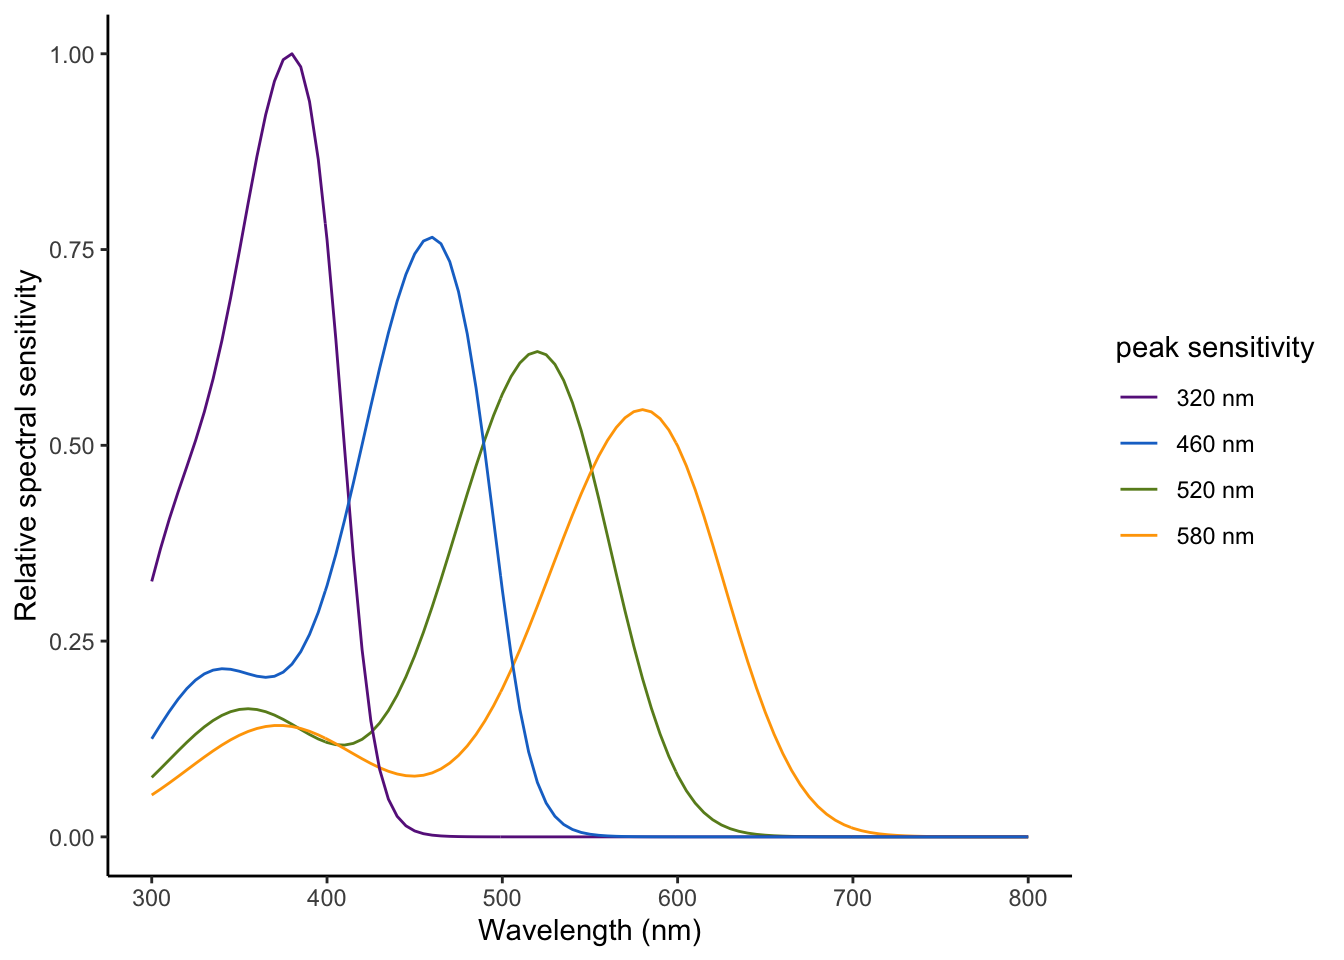 1.00
0.75
0.50
0.25
0.00
Relative spectral sensitivity
300 400 500 600 700 800
Wavelength (nm)
peak sensitivity
320 nm
460 nm
520 nm
580 nm